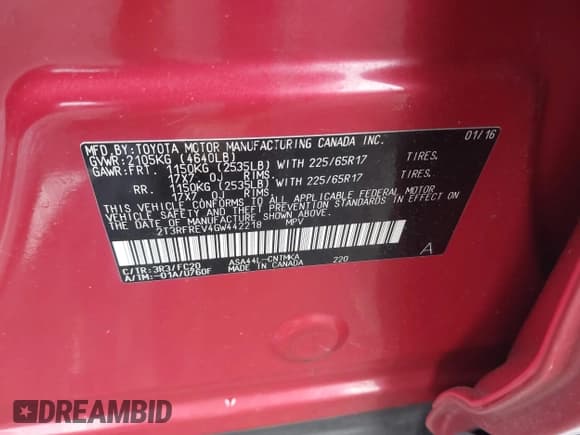 MFD.BY:TOYOTA MOTOR MANUFACTURING CANADA INC. 01/16
GVWR:2105KG (4640LB)
GAWR:FRT. 1150KG (2535LB) WITH 225/65R17 TIRES,
17X7.0J RIMS,
RR. 1150KG (2535LB) WITH 225/65R17 TIRES,
17X7.0J RIMS,
THIS VEHICLE CONFORMS TO ALL APPLICABLE FEDERAL MOTOR
VEHICLE SAFETY AND THEFT PREVENTION STANDARDS IN EFFECT
ON THE DATE OF MANUFACTURE SHOWN ABOVE.
2T3RFREV4GW442218 MPV
A
C/TR:3R3/FC20 ASA44L-CNTMKA 220
A/TM:-01A/U760F MADE IN CANADA
DREAMBID